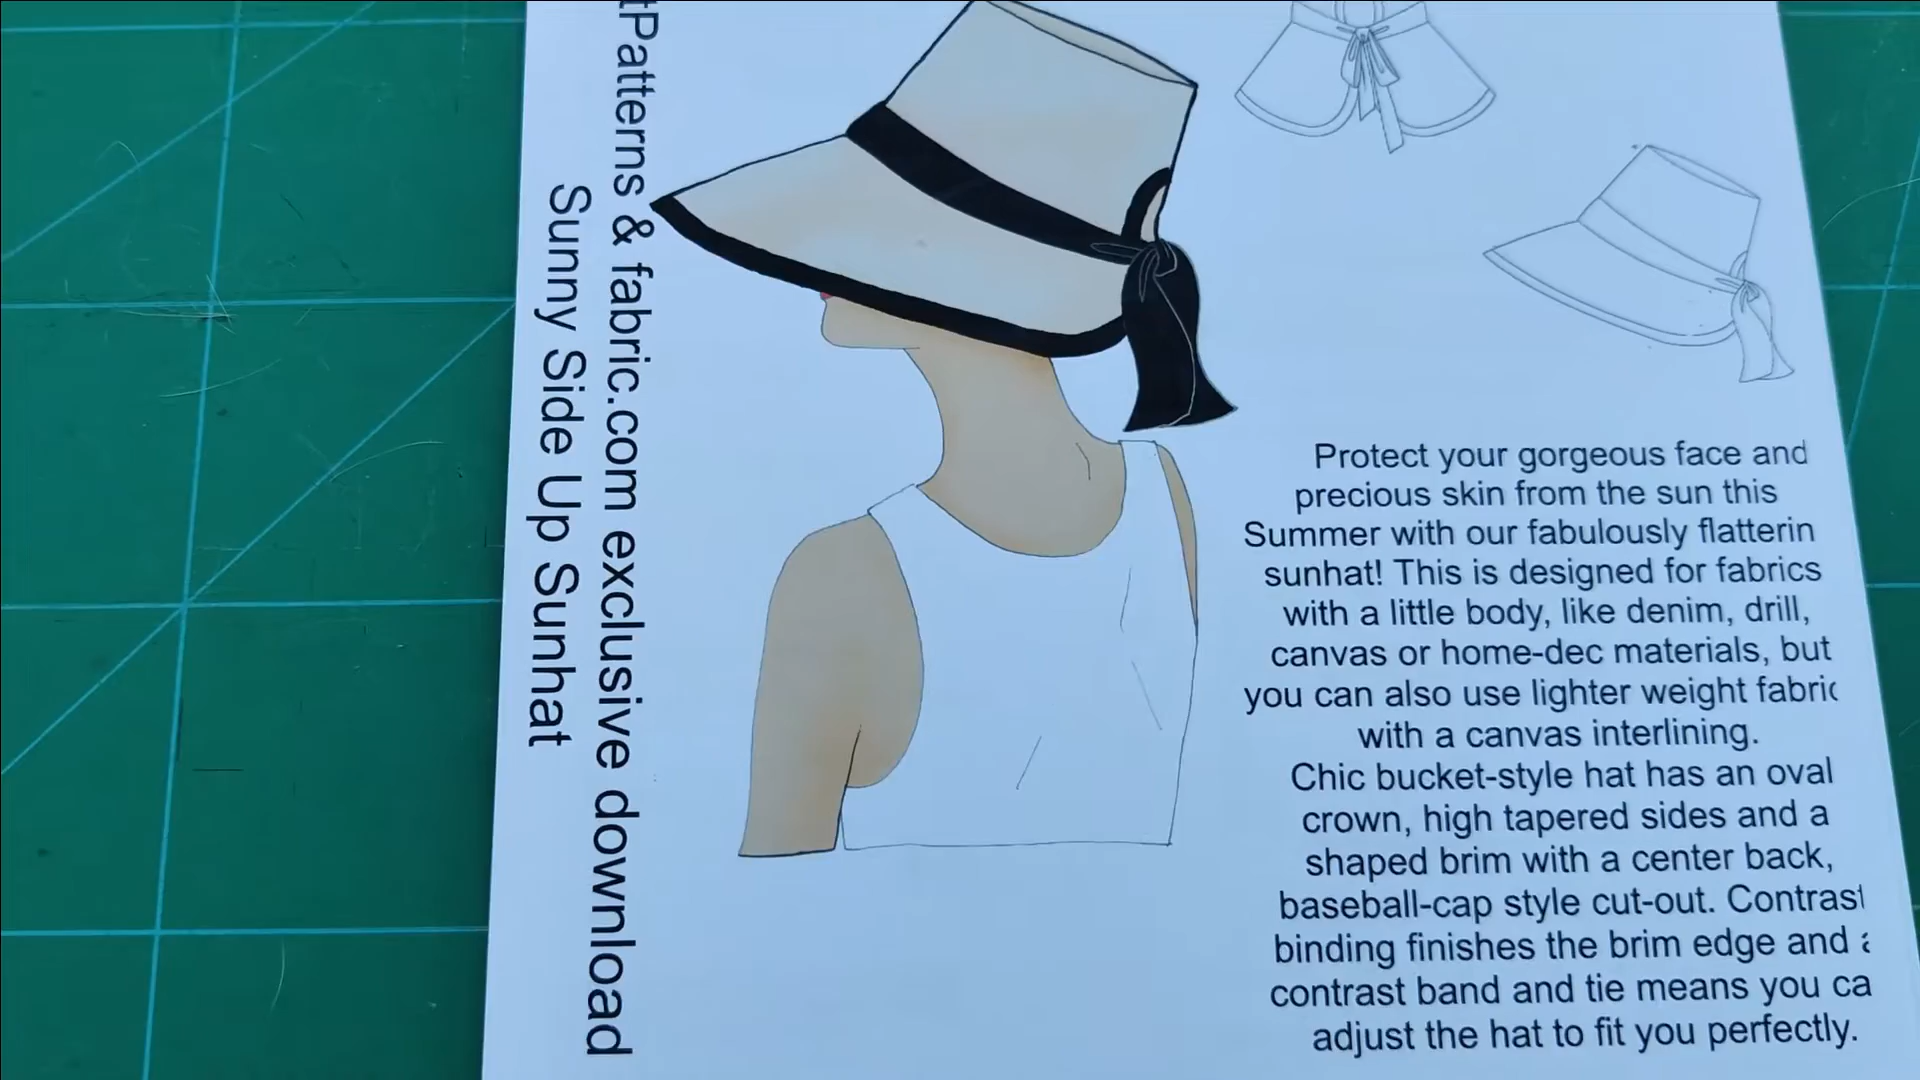 tPatterns & fabric.com exclusive download
Sunny Side Up Sunhat
Protect your gorgeous face and
precious skin from the sun this
Summer with our fabulously flatterin
sunhat! This is designed for fabrics
with a little body, like denim, drill,
canvas or home-dec materials, but
you can also use lighter weight fabric
with a canvas interlining.
Chic bucket-style hat has an oval
crown, high tapered sides and a
shaped brim with a center back,
baseball-cap style cut-out. Contrast
binding finishes the brim edge and a
contrast band and tie means you ca
adjust the hat to fit you perfectly.